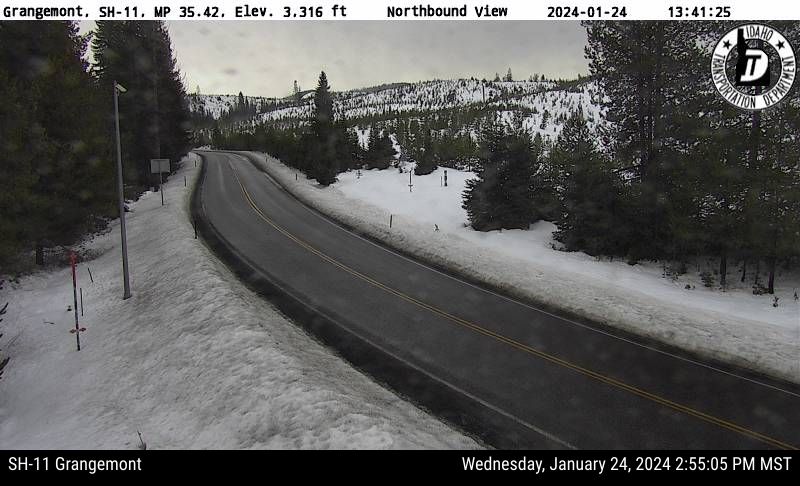 Grangemont, SH-11, MP 35.42, Elev. 3,316 ft Northbound View 2024-01-24 13:41:25
IDAHO
TRANSPORTATION DEPARTMENT
SH-11 Grangemont Wednesday, January 24, 2024 2:55:05 PM MST